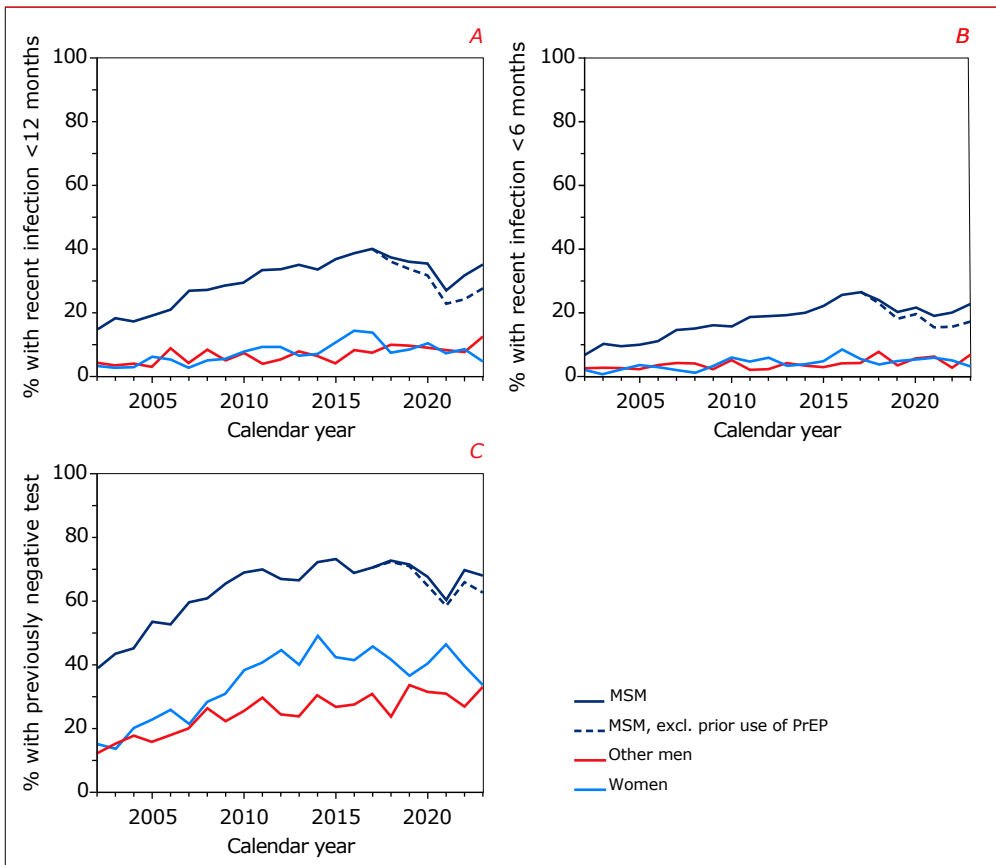 A
% with recent infection <12 months
100
80
60
40
20
0
2005 2010 2015 2020
Calendar year
B
% with recent infection <6 months
100
80
60
40
20
0
2005 2010 2015 2020
Calendar year
C
% with previously negative test
100
80
60
40
20
0
2005 2010 2015 2020
Calendar year
MSM
MSM, excl. prior use of PrEP
Other men
Women